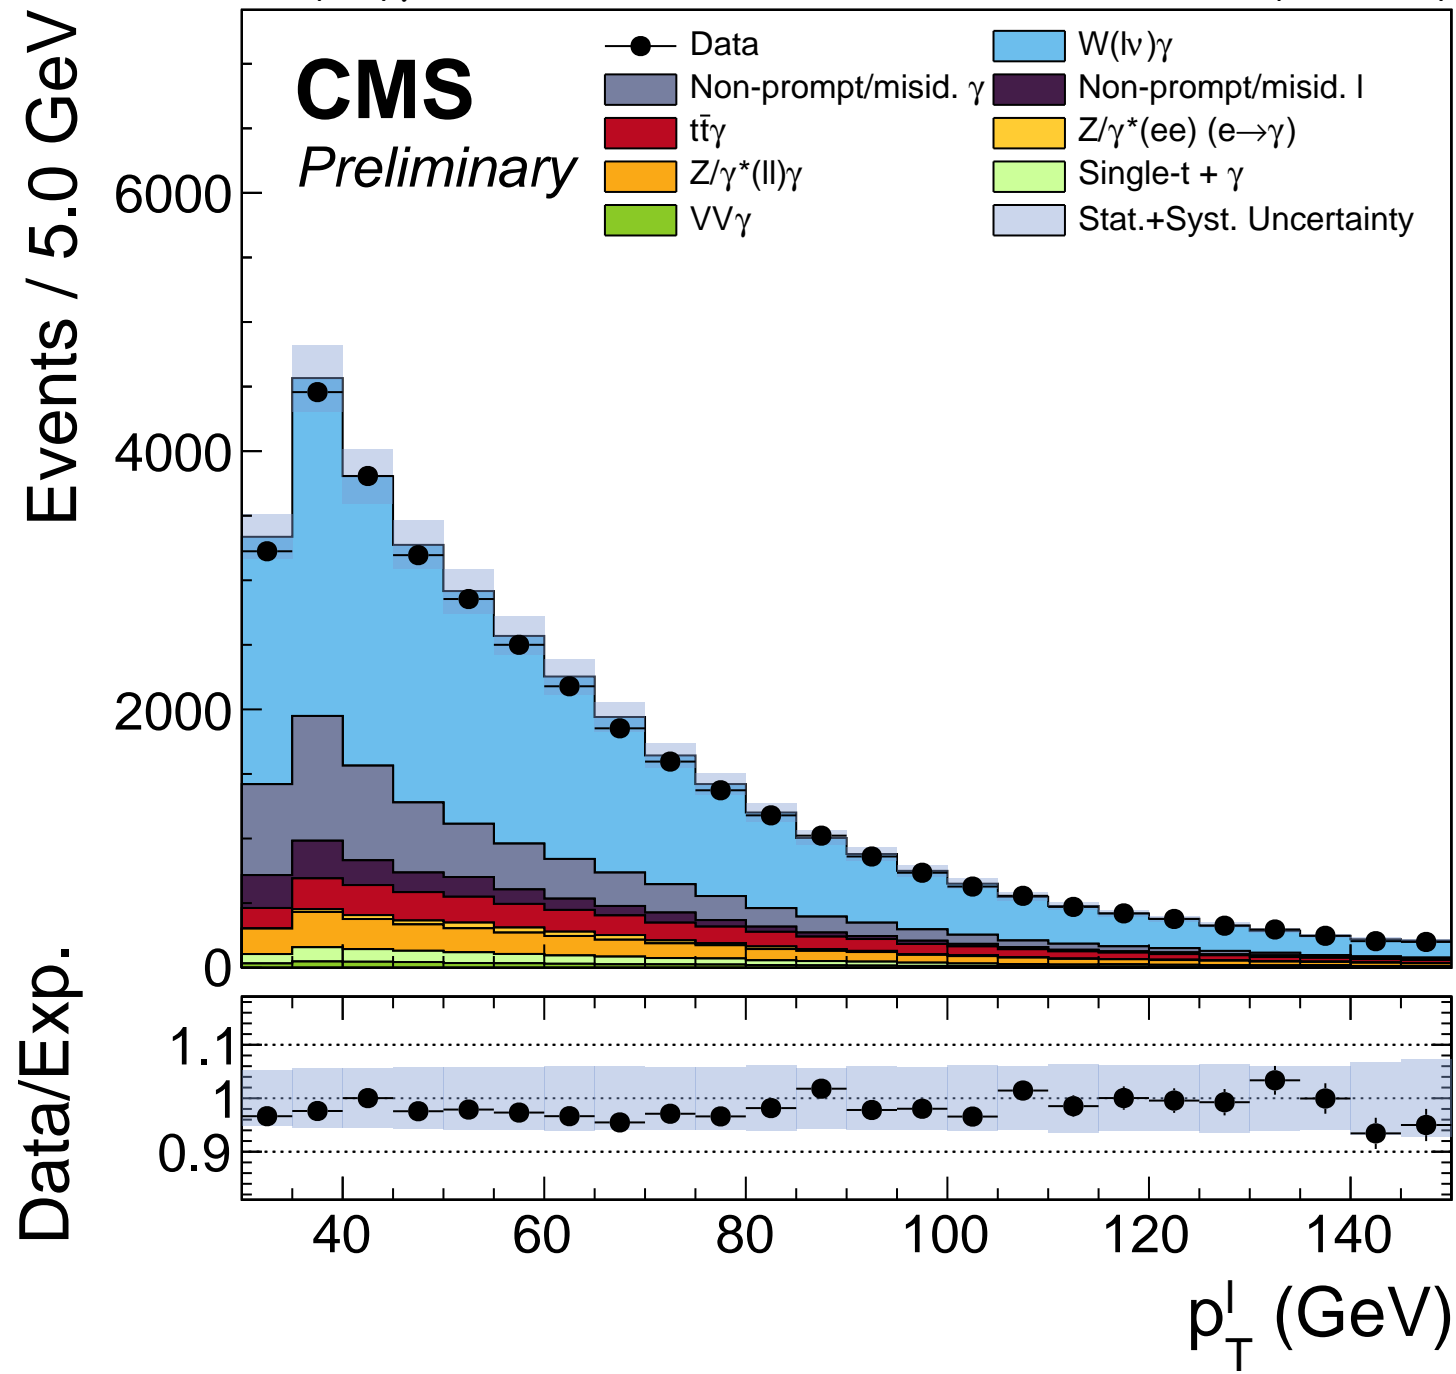 CMS
Preliminary
Data
W(lν)γ
Non-prompt/misid. γ
Non-prompt/misid. l
tt̄γ
Z/γ*(ee) (e→γ)
Z/γ*(ll)γ
Single-t + γ
VVγ
Stat.+Syst. Uncertainty
Events / 5.0 GeV
6000
4000
2000
0
Data/Exp.
1.1
1
0.9
40 60 80 100 120 140
p_T^l (GeV)